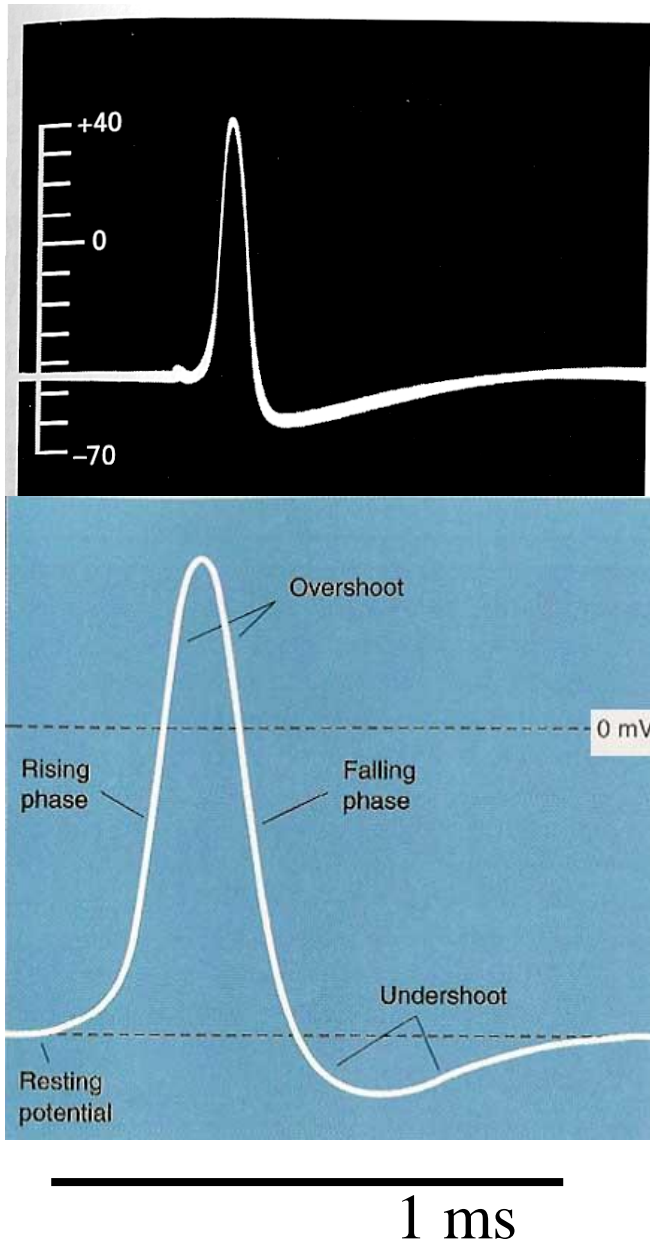 +40
0
−70
Overshoot
0 mV
Rising
phase
Falling
phase
Undershoot
Resting
potential
1 ms